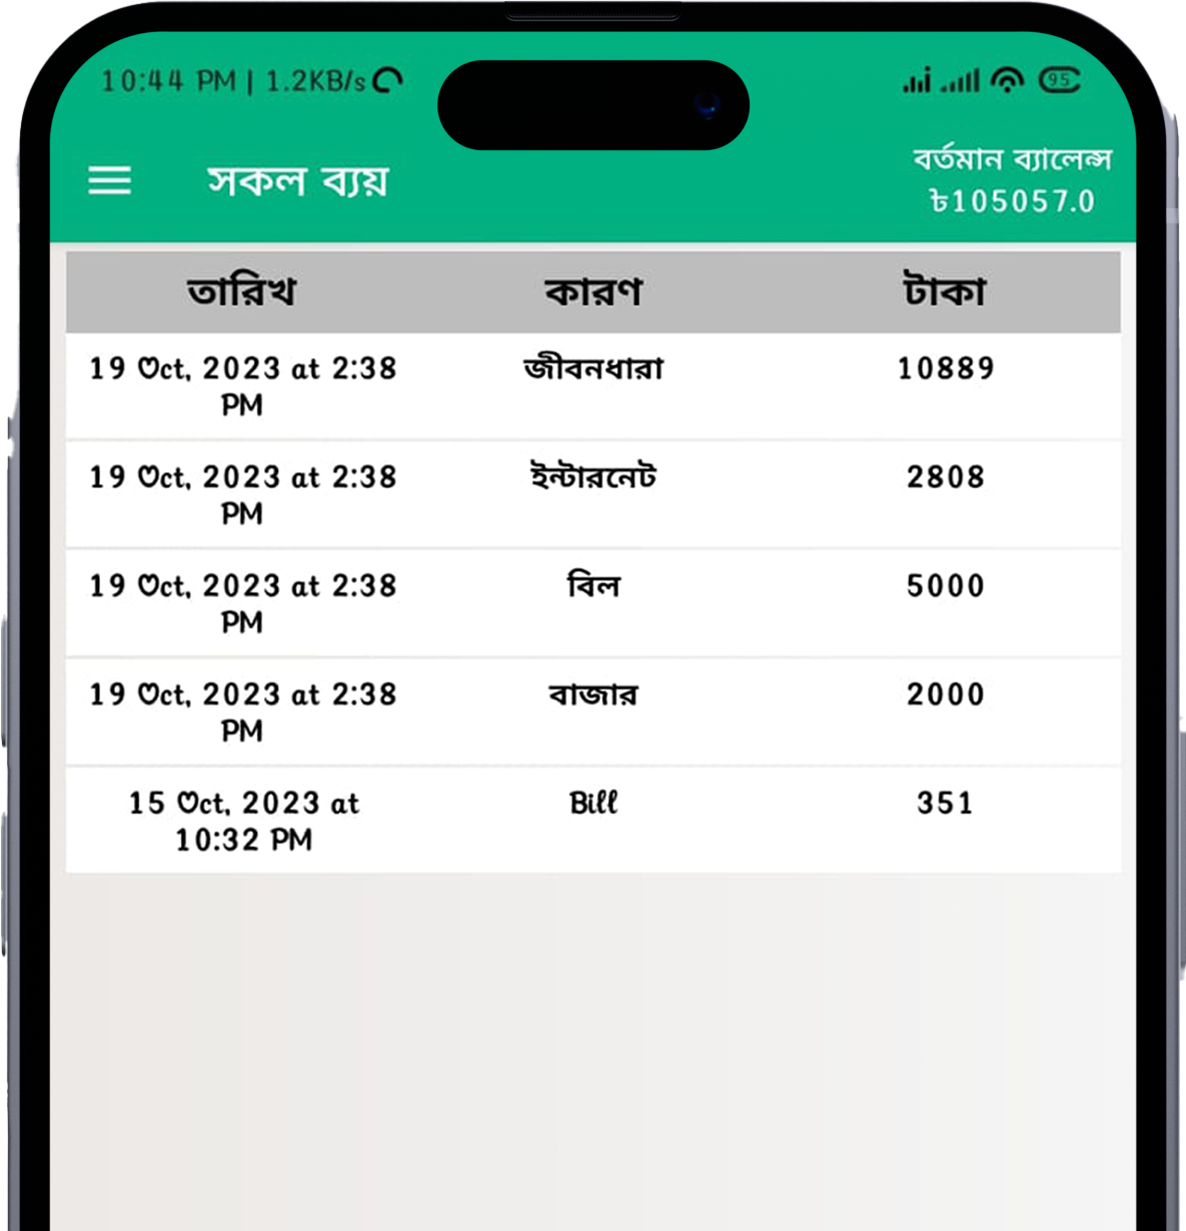 10:44 PM | 1.2KB/s
95
সকল ব্যয়
বর্তমান ব্যালেন্স
৳105057.0
তারিখ কারণ টাকা
19 Oct, 2023 at 2:38 PM জীবনধারা 10889
19 Oct, 2023 at 2:38 PM ইন্টারনেট 2808
19 Oct, 2023 at 2:38 PM বিল 5000
19 Oct, 2023 at 2:38 PM বাজার 2000
15 Oct, 2023 at 10:32 PM Bill 351